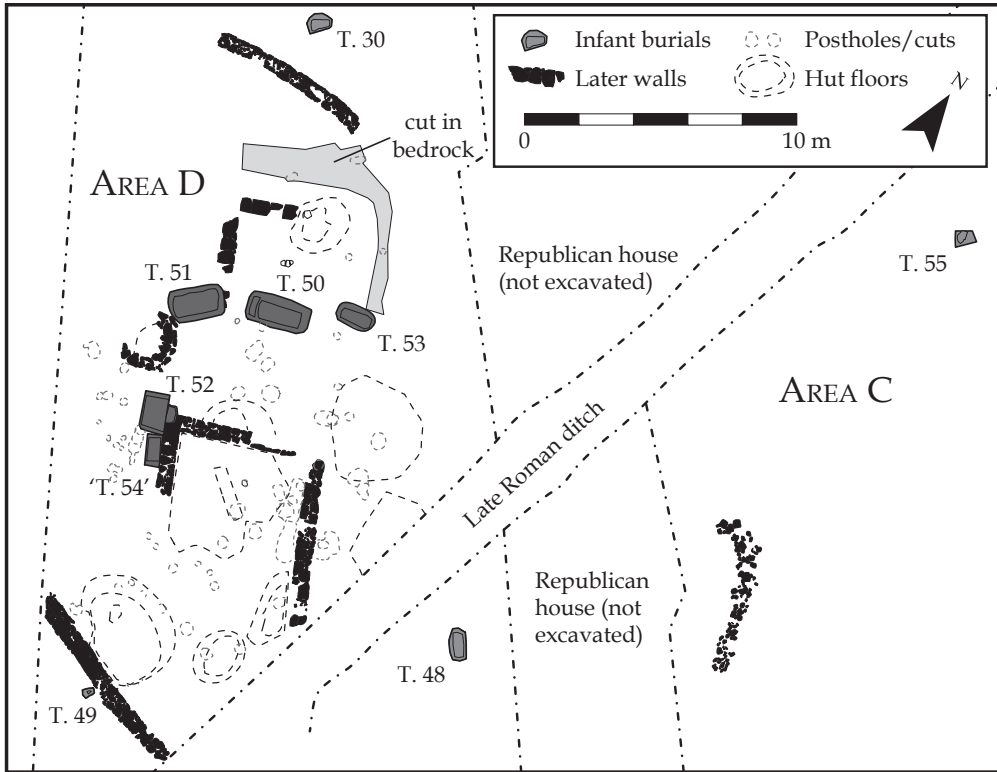 T. 30
Infant burials
Postholes/cuts
Later walls
Hut floors
N
0
10 m
cut in
bedrock
AREA D
T. 51
T. 50
T. 53
Republican house
(not excavated)
T. 55
T. 52
AREA C
'T. 54'
Late Roman ditch
Republican
house (not
excavated)
T. 48
T. 49